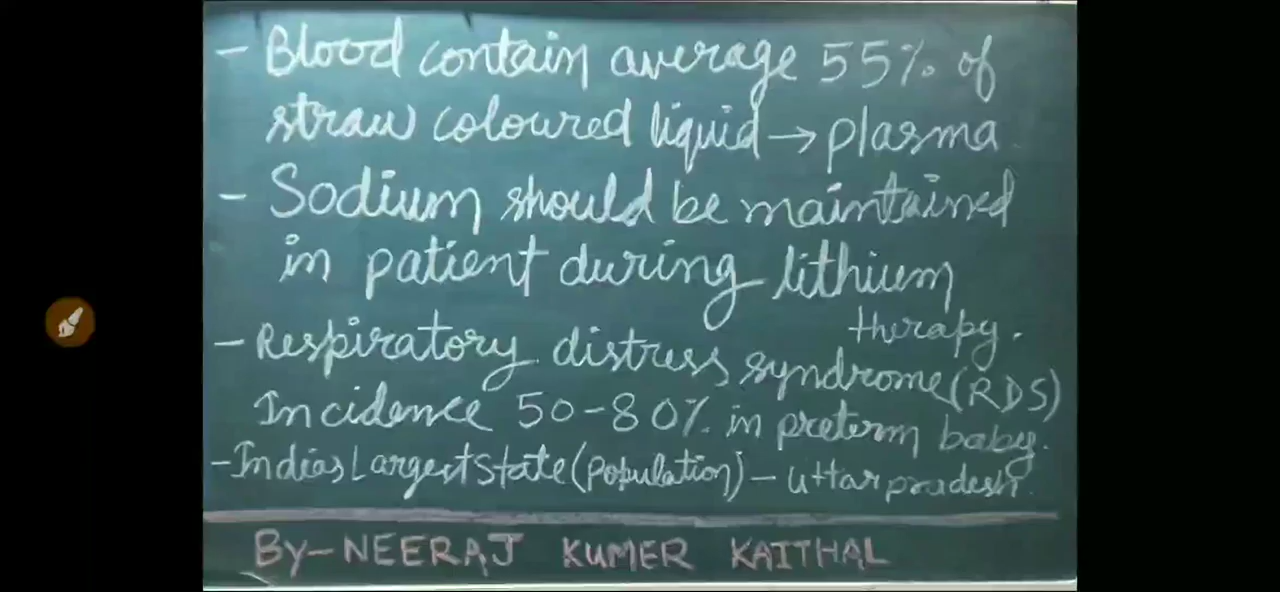 - Blood contain average 55% of
straw coloured liquid → plasma.
- Sodium should be maintained
in patient during lithium
therapy.
- Respiratory distress syndrome (RDS)
Incidence 50-80% in preterm baby.
- Indias Largest State (Population) - Uttar pradesh.
By-NEERAJ KUMER KAITHAL